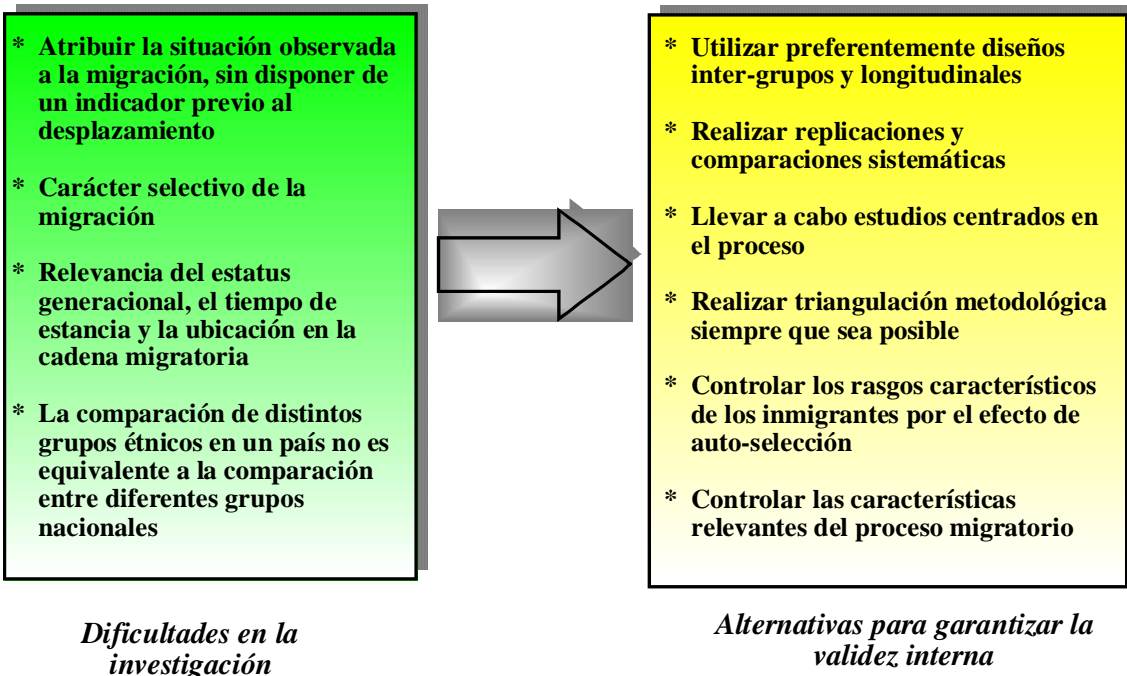 * Atribuir la situación observada
a la migración, sin disponer de
un indicador previo al
desplazamiento
* Carácter selectivo de la
migración
* Relevancia del estatus
generacional, el tiempo de
estancia y la ubicación en la
cadena migratoria
* La comparación de distintos
grupos étnicos en un país no es
equivalente a la comparación
entre diferentes grupos
nacionales
Dificultades en la
investigación
* Utilizar preferentemente diseños
inter-grupos y longitudinales
* Realizar replicaciones y
comparaciones sistemáticas
* Llevar a cabo estudios centrados en
el proceso
* Realizar triangulación metodológica
siempre que sea posible
* Controlar los rasgos característicos
de los inmigrantes por el efecto de
auto-selección
* Controlar las características
relevantes del proceso migratorio
Alternativas para garantizar la
validez interna